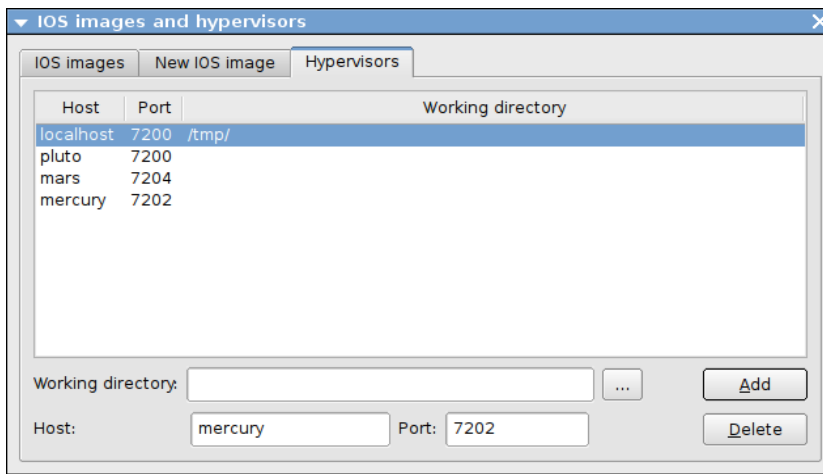 IOS images and hypervisors
IOS images New IOS image Hypervisors
Host Port Working directory
localhost 7200 /tmp/
pluto 7200
mars 7204
mercury 7202
Working directory: ... Add
Host: mercury Port: 7202 Delete